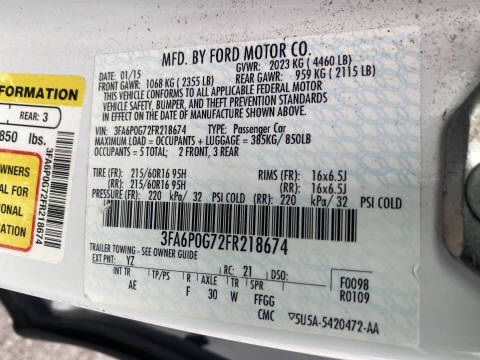 MFD. BY FORD MOTOR CO.
DATE: 01/15 GVWR: 2023 KG ( 4460 LB)
FRONT GAWR: 1068 KG ( 2355 LB) REAR GAWR: 959 KG ( 2115 LB)
THIS VEHICLE CONFORMS TO ALL APPLICABLE FEDERAL MOTOR
VEHICLE SAFETY, BUMPER, AND THEFT PREVENTION STANDARDS
IN EFFECT ON THE DATE OF MANUFACTURE SHOWN ABOVE.
VIN: 3FA6P0G72FR218674 TYPE: Passenger Car
MAXIMUM LOAD= OCCUPANTS + LUGGAGE = 385KG/ 850LB
OCCUPANTS = 5 TOTAL: 2 FRONT, 3 REAR
TIRE (FR): 215/60R16 95H RIMS (FR): 16x6.5J
(RR): 215/60R16 95H (RR): 16x6.5J
PRESSURE (FR): 220 kPa/ 32 PSI COLD (RR): 220 kPa/ 32 PSI COLD
3FA6P0G72FR218674
TRAILER TOWING - SEE OWNER GUIDE
EXT PNT: YZ RC: 21 DSO: F0098
R0109
INT TR TP/PS R AXLE TR SPR
AE F 30 W FFGG
CMC ▽5U5A-5420472-AA
FORMATION
REAR: 3
850 lbs.
3FA6P0G72FR218674
OWNERS
FOR
IONAL
ATION